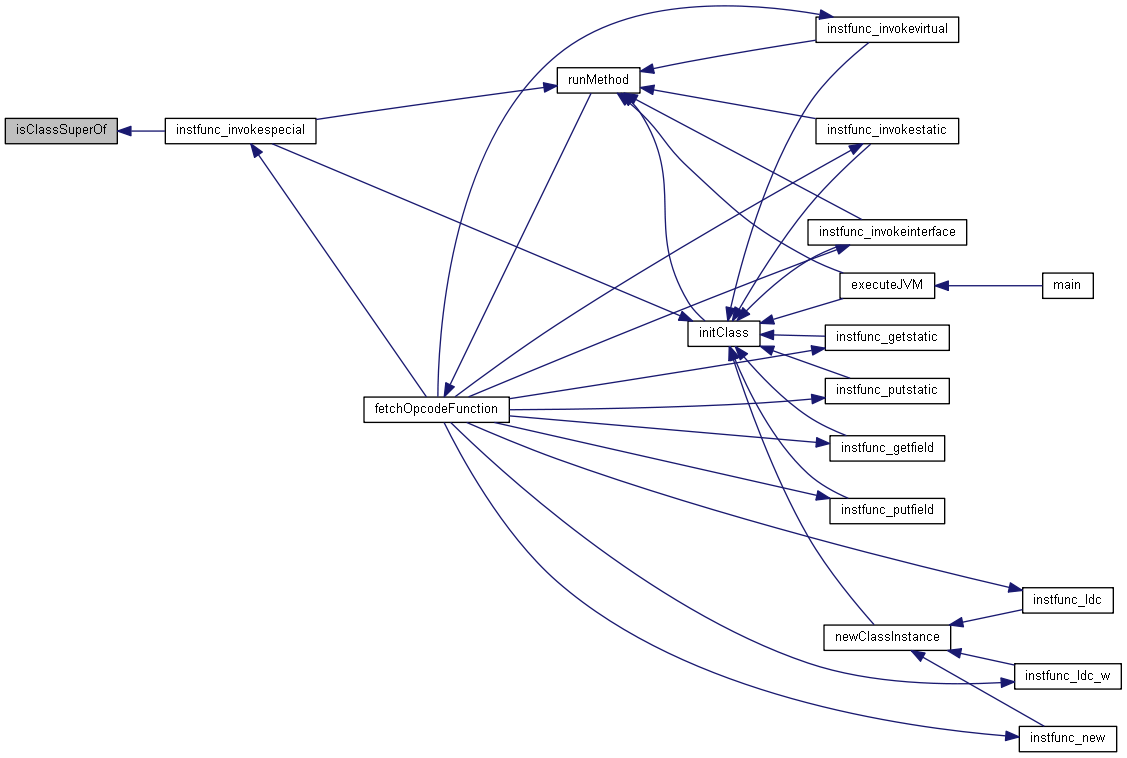 instfunc_invokevirtual
runMethod
isClassSuperOf
instfunc_invokespecial
instfunc_invokestatic
instfunc_invokeinterface
executeJVM
main
initClass
instfunc_getstatic
instfunc_putstatic
fetchOpcodeFunction
instfunc_getfield
instfunc_putfield
instfunc_ldc
newClassInstance
instfunc_ldc_w
instfunc_new